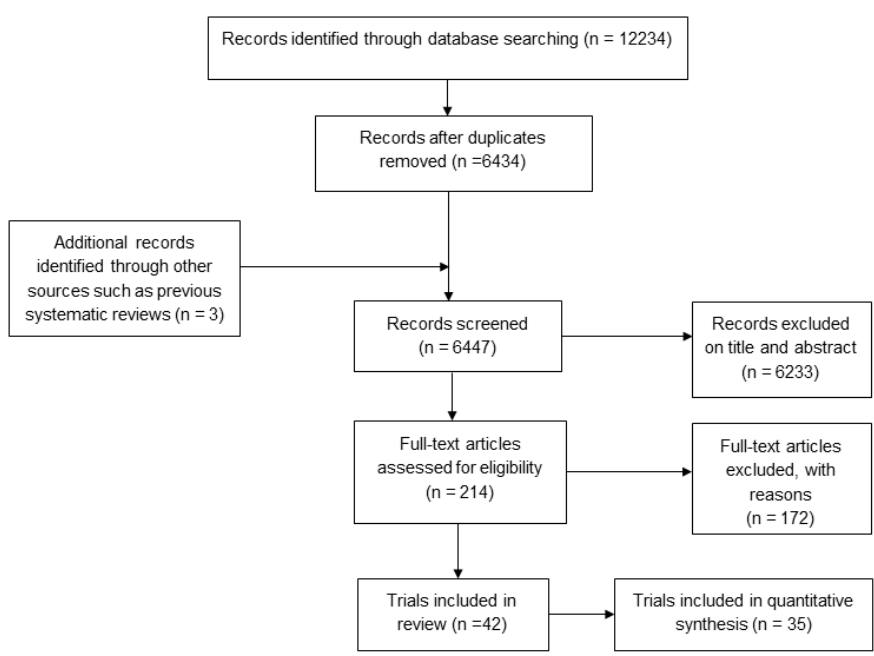 Records identified through database searching (n = 12234)
Records after duplicates
removed (n =6434)
Additional records
identified through other
sources such as previous
systematic reviews (n = 3)
Records screened
(n = 6447)
Records excluded
on title and abstract
(n = 6233)
Full-text articles
assessed for eligibility
(n = 214)
Full-text articles
excluded, with
reasons
(n = 172)
Trials included in
review (n =42)
Trials included in quantitative
synthesis (n = 35)